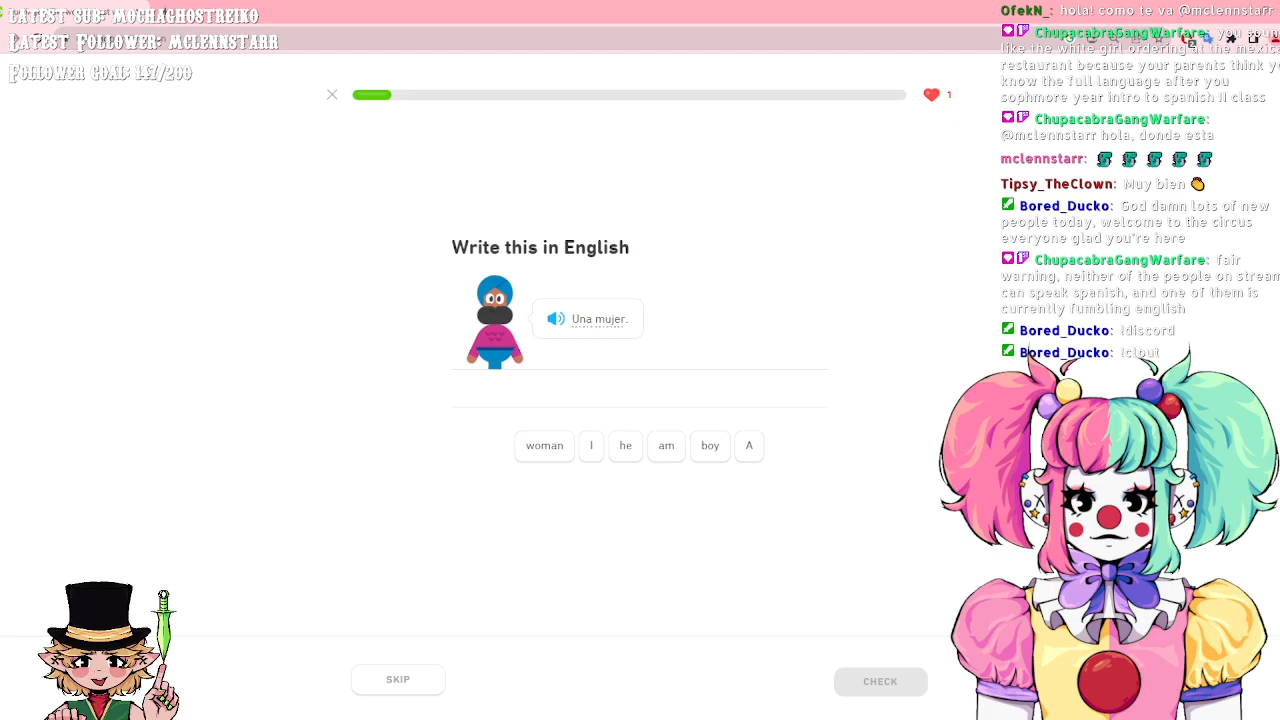 LATEST SUB: MOCHAGHOSTREIKO
LATEST FOLLOWER: MCLENNSTARR
FOLLOWER GOAL: 147/200
1
Write this in English
Una mujer.
woman
I
he
am
boy
A
SKIP
CHECK
OfekN_: hola! como te va @mclennstarr
ChupacabraGangWarfare: you soun
like the white girl ordering at the mexica
restaurant because your parents think yo
know the full language after you
sophmore year intro to spanish II class
ChupacabraGangWarfare:
@mclennstarr hola, donde esta
mclennstarr:
Tipsy_TheClown: Muy bien
Bored_Ducko: God damn lots of new
people today, welcome to the circus
everyone glad you're here
ChupacabraGangWarfare: fair
warning, neither of the people on stream
can speak spanish, and one of them is
currently fumbling english
Bored_Ducko: !discord
Bored_Ducko: !clout